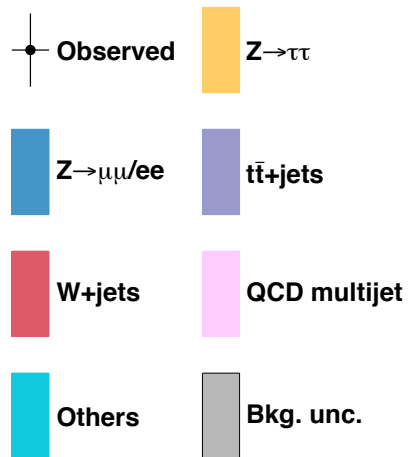 Observed
Z→ττ
Z→μμ/ee
tt̄+jets
W+jets
QCD multijet
Others
Bkg. unc.